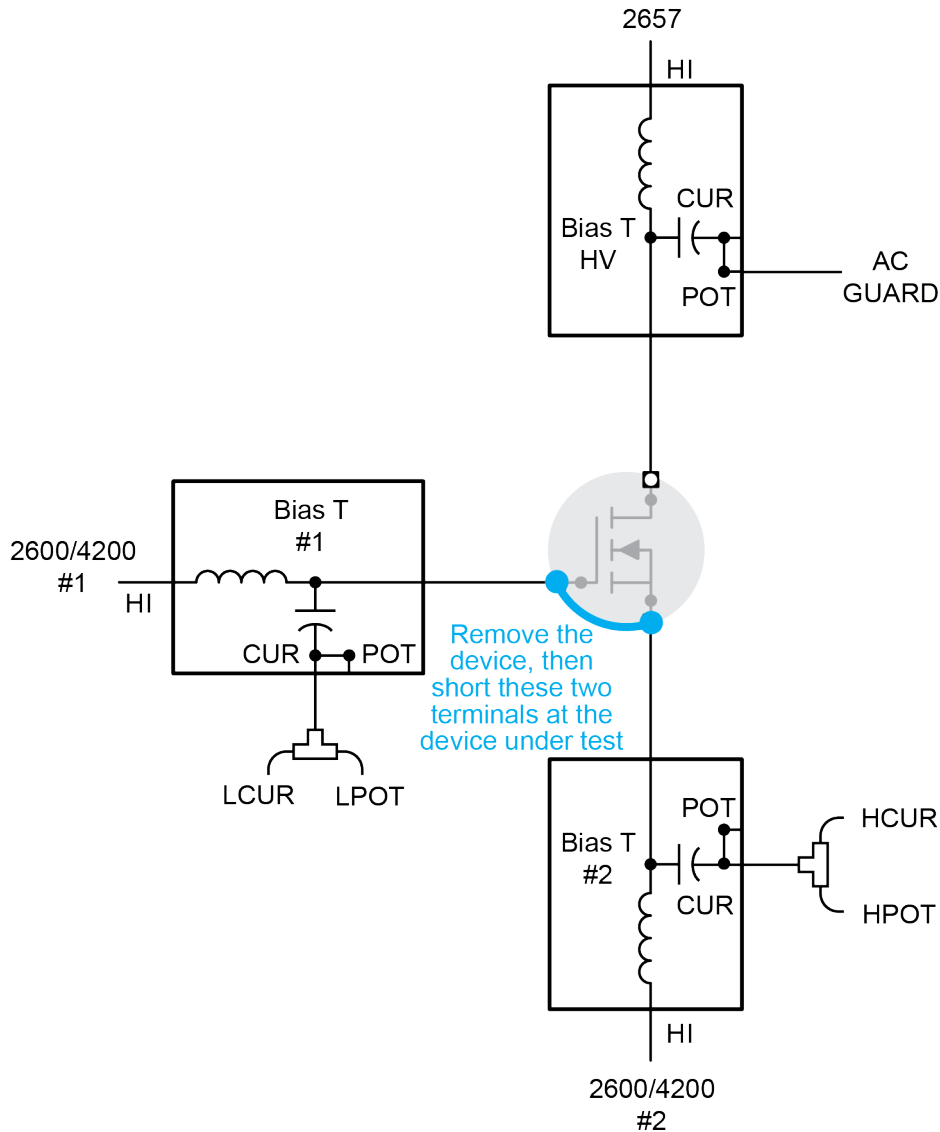 2657
HI
CUR
Bias T
HV
POT
AC
GUARD
Bias T
#1
2600/4200
#1
HI
CUR
POT
LCUR
LPOT
Remove the
device, then
short these two
terminals at the
device under test
POT
HCUR
Bias T
#2
CUR
HPOT
HI
2600/4200
#2